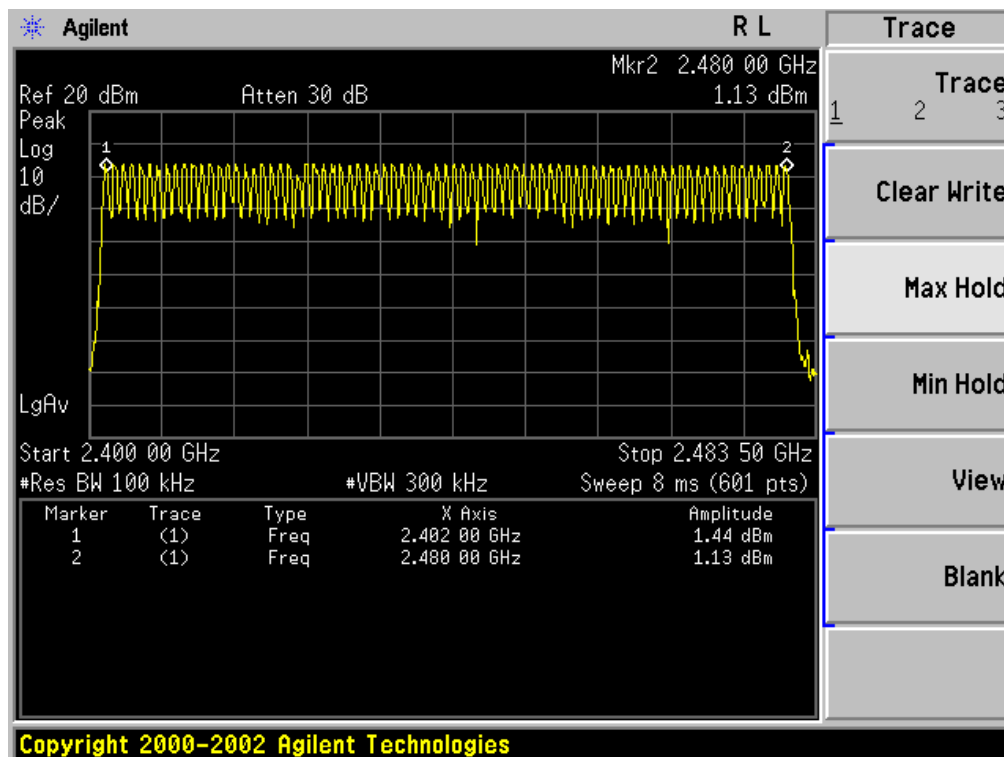 Agilent R L Trace
Mkr2 2.480 00 GHz
Ref 20 dBm Atten 30 dB 1.13 dBm
Peak
Log
10
dB/
1 2
LgAv
Start 2.400 00 GHz Stop 2.483 50 GHz
#Res BW 100 kHz #VBW 300 kHz Sweep 8 ms (601 pts)
Marker Trace Type X Axis Amplitude
1 (1) Freq 2.402 00 GHz 1.44 dBm
2 (1) Freq 2.480 00 GHz 1.13 dBm
Trace
1 2 3
Clear Write
Max Hold
Min Hold
View
Blank
Copyright 2000-2002 Agilent Technologies